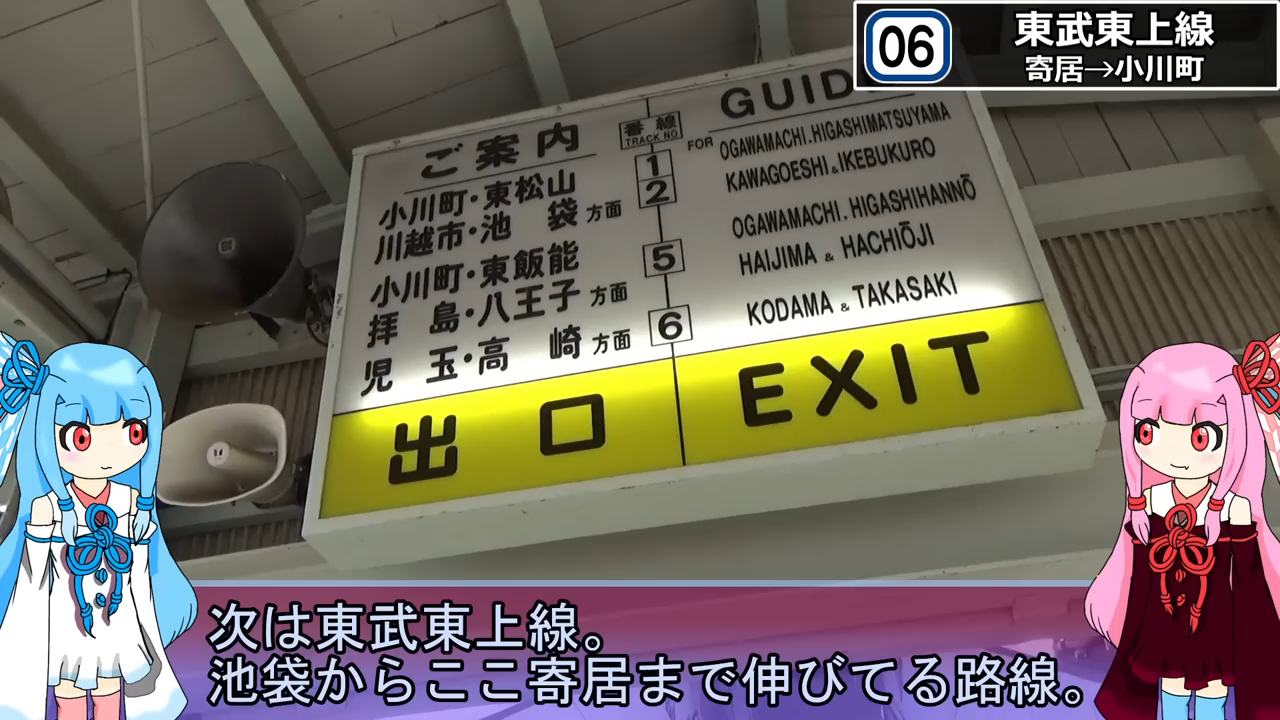 06
東武東上線
寄居→小川町
ご案内
番線
TRACK NO
GUID
小川町・東松山
川越市・池 袋 方面
1
2
FOR
OGAWAMACHI.HIGASHIMATSUYAMA
KAWAGOESHI & IKEBUKURO
小川町・東飯能
拝 島・八王子 方面
5
OGAWAMACHI.HIGASHIHANNŌ
HAIJIMA & HACHIŌJI
児 玉・高 崎 方面
6
KODAMA & TAKASAKI
出口
EXIT
次は東武東上線。
池袋からここ寄居まで伸びてる路線。